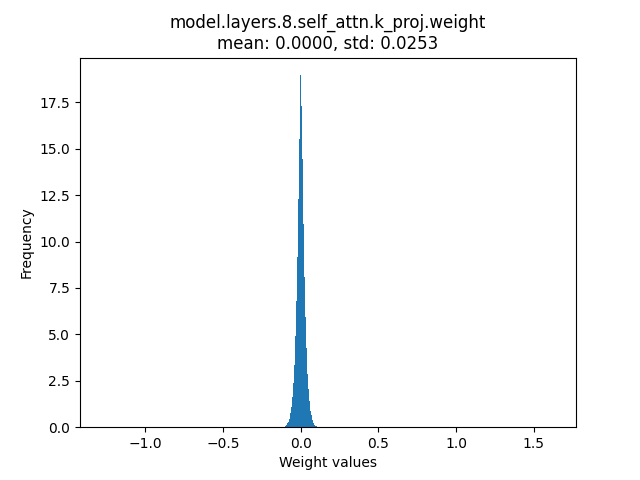 model.layers.8.self_attn.k_proj.weight
mean: 0.0000, std: 0.0253
17.5
15.0
12.5
10.0
7.5
5.0
2.5
0.0
Frequency
−1.0 −0.5 0.0 0.5 1.0 1.5
Weight values